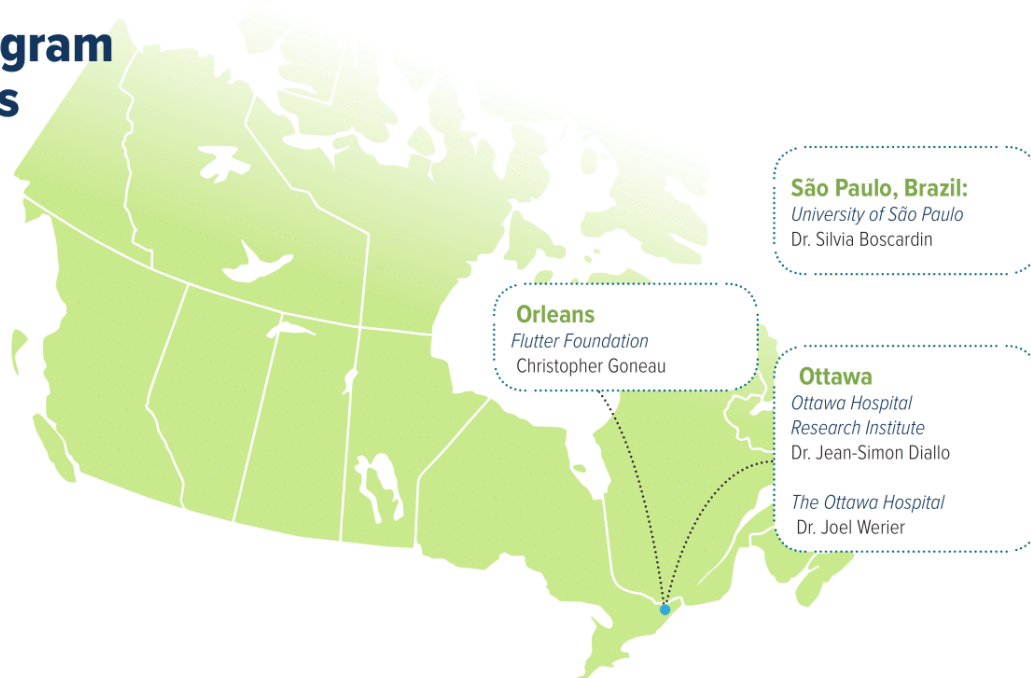 gram
s
São Paulo, Brazil:
University of São Paulo
Dr. Silvia Boscardin
Orleans
Flutter Foundation
Christopher Goneau
Ottawa
Ottawa Hospital
Research Institute
Dr. Jean-Simon Diallo
The Ottawa Hospital
Dr. Joel Werier